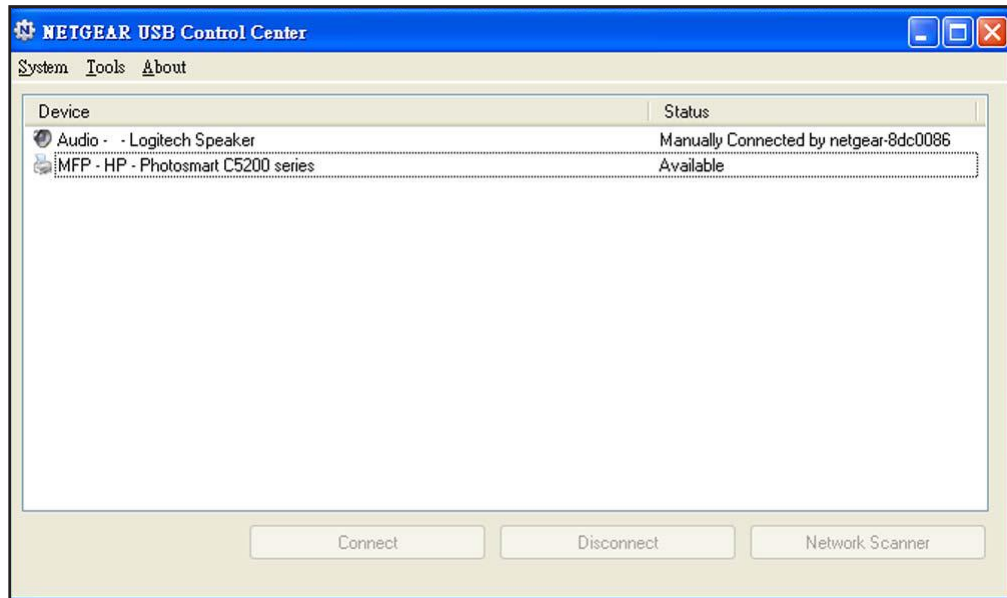 NETGEAR USB Control Center
System Tools About
Device Status
Audio - - Logitech Speaker Manually Connected by netgear-8dc0086
MFP - HP - Photosmart C5200 series Available
Connect Disconnect Network Scanner